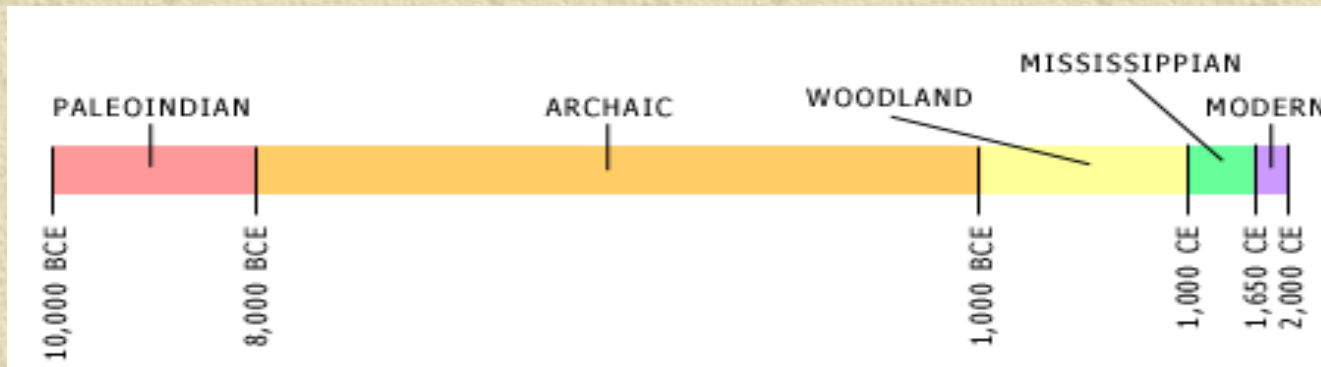 MISSISSIPPIAN
PALEOINDIAN
ARCHAIC
WOODLAND
MODERN
10,000 BCE
8,000 BCE
1,000 BCE
1,000 CE
1,650 CE
2,000 CE